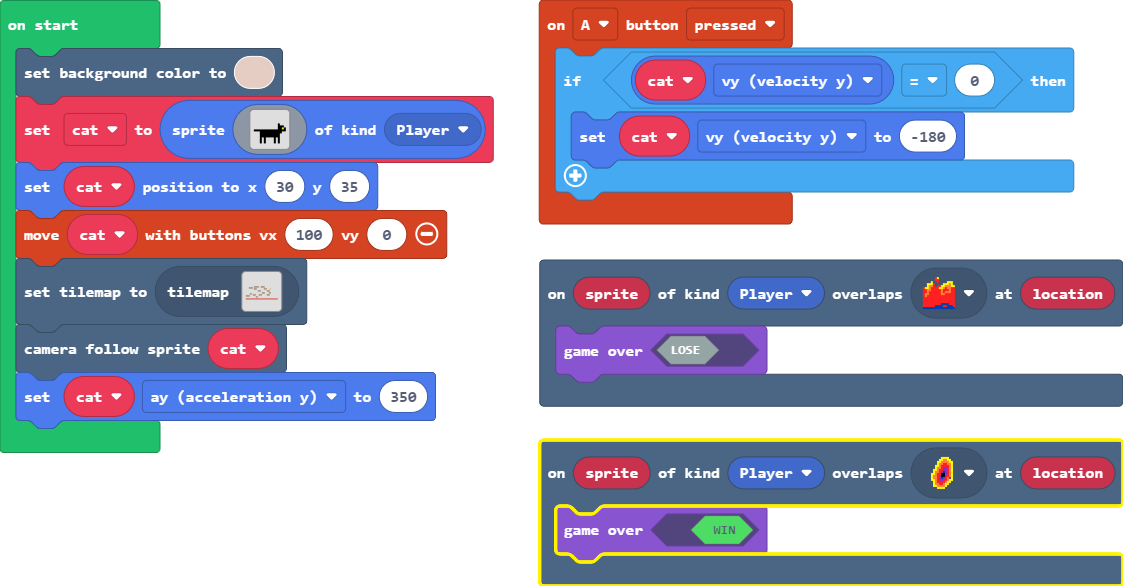 on start
set background color to
set cat to sprite of kind Player
set cat position to x 30 y 35
move cat with buttons vx 100 vy 0
set tilemap to tilemap
camera follow sprite cat
set cat ay (acceleration y) to 350
on A button pressed
if cat vy (velocity y) = 0 then
set cat vy (velocity y) to -180
on sprite of kind Player overlaps at location
game over LOSE
on sprite of kind Player overlaps at location
game over WIN